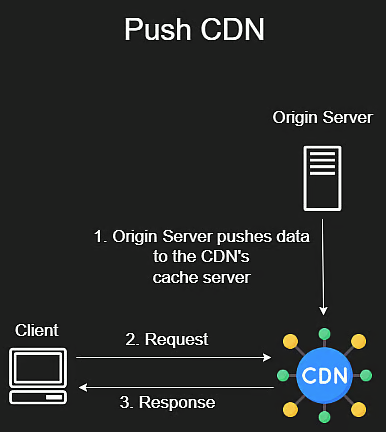 Push CDN
Origin Server
1. Origin Server pushes data
to the CDN's
cache server
Client
2. Request
CDN
3. Response